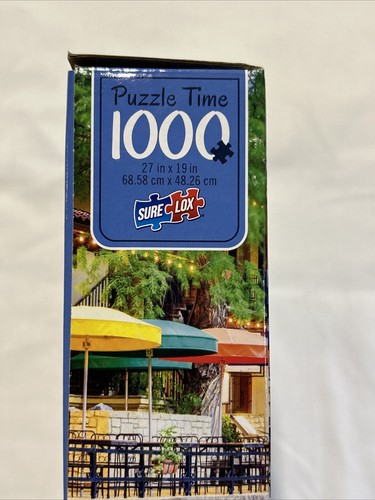 Puzzle Time
1000
27 in x 19 in
68.58 cm x 48.26 cm
SURE LOX